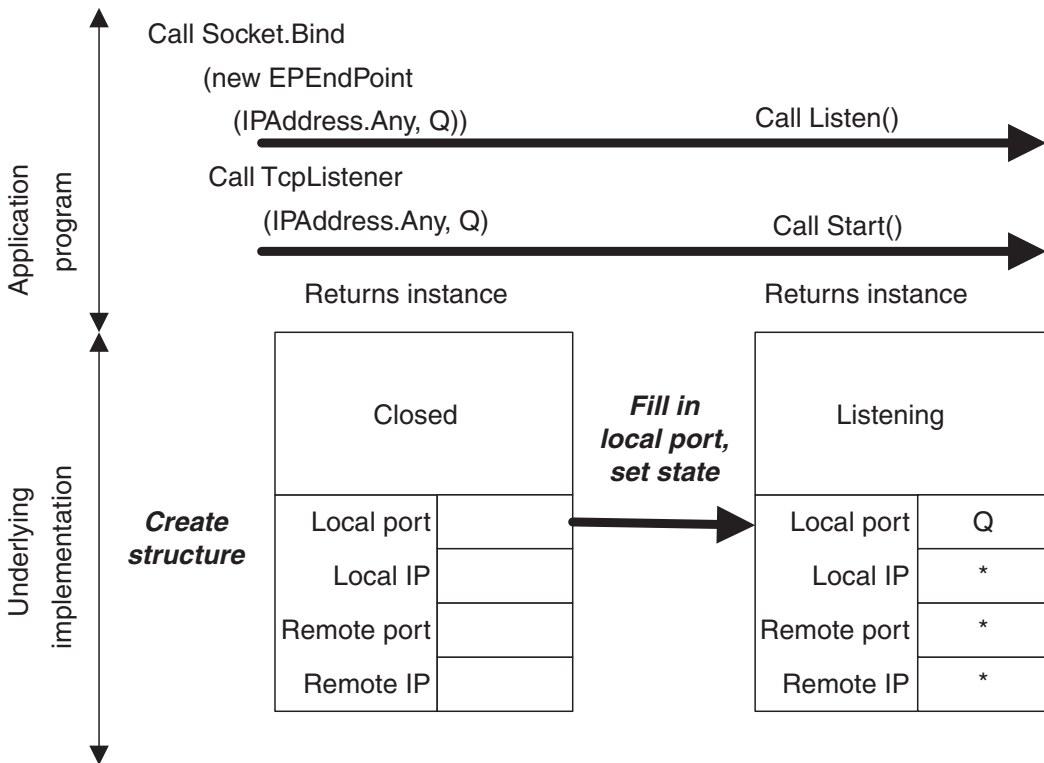 Application
program
Call Socket.Bind
(new EPEndPoint
(IPAddress.Any, Q))
Call Listen()
Call TcpListener
(IPAddress.Any, Q)
Call Start()
Returns instance
Returns instance
Underlying
implementation
Create
structure
Closed
Local port
Local IP
Remote port
Remote IP
Fill in
local port,
set state
Listening
Local port
Q
Local IP
*
Remote port
*
Remote IP
*